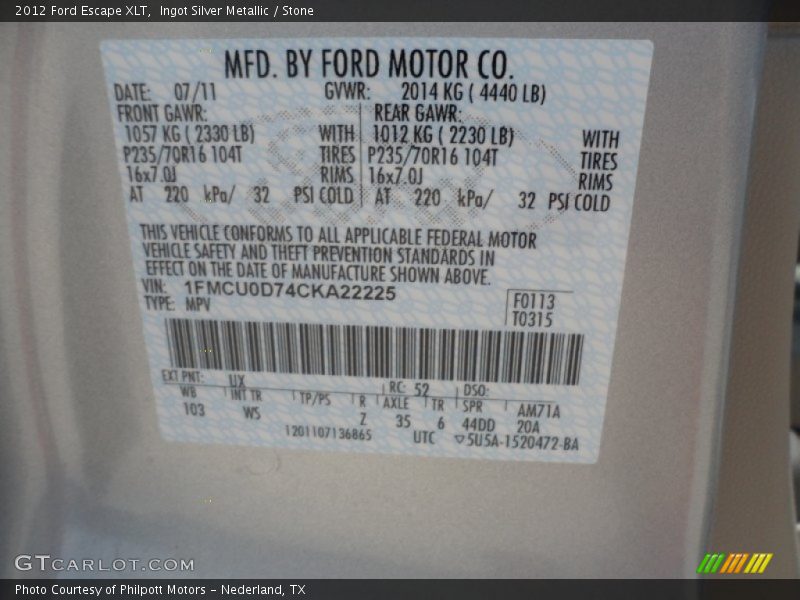 2012 Ford Escape XLT, Ingot Silver Metallic / Stone
MFD. BY FORD MOTOR CO.
DATE: 07/11 GVWR: 2014 KG ( 4440 LB)
FRONT GAWR: REAR GAWR:
1057 KG ( 2330 LB) WITH 1012 KG ( 2230 LB) WITH
P235/70R16 104T TIRES P235/70R16 104T TIRES
16x7.0J RIMS 16x7.0J RIMS
AT 220 kPa/ 32 PSI COLD AT 220 kPa/ 32 PSI COLD
THIS VEHICLE CONFORMS TO ALL APPLICABLE FEDERAL MOTOR
VEHICLE SAFETY AND THEFT PREVENTION STANDARDS IN
EFFECT ON THE DATE OF MANUFACTURE SHOWN ABOVE.
VIN: 1FMCU0D74CKA22225
TYPE: MPV
F0113
T0315
EXT PNT: UX RC: 52 DSO:
WB INT TR TP/PS R AXLE TR SPR AM71A
103 WS Z 35 6 44DD 20A
1201107136865 UTC ▽5U5A-1520472-BA
GTCARLOT.COM
Photo Courtesy of Philpott Motors - Nederland, TX